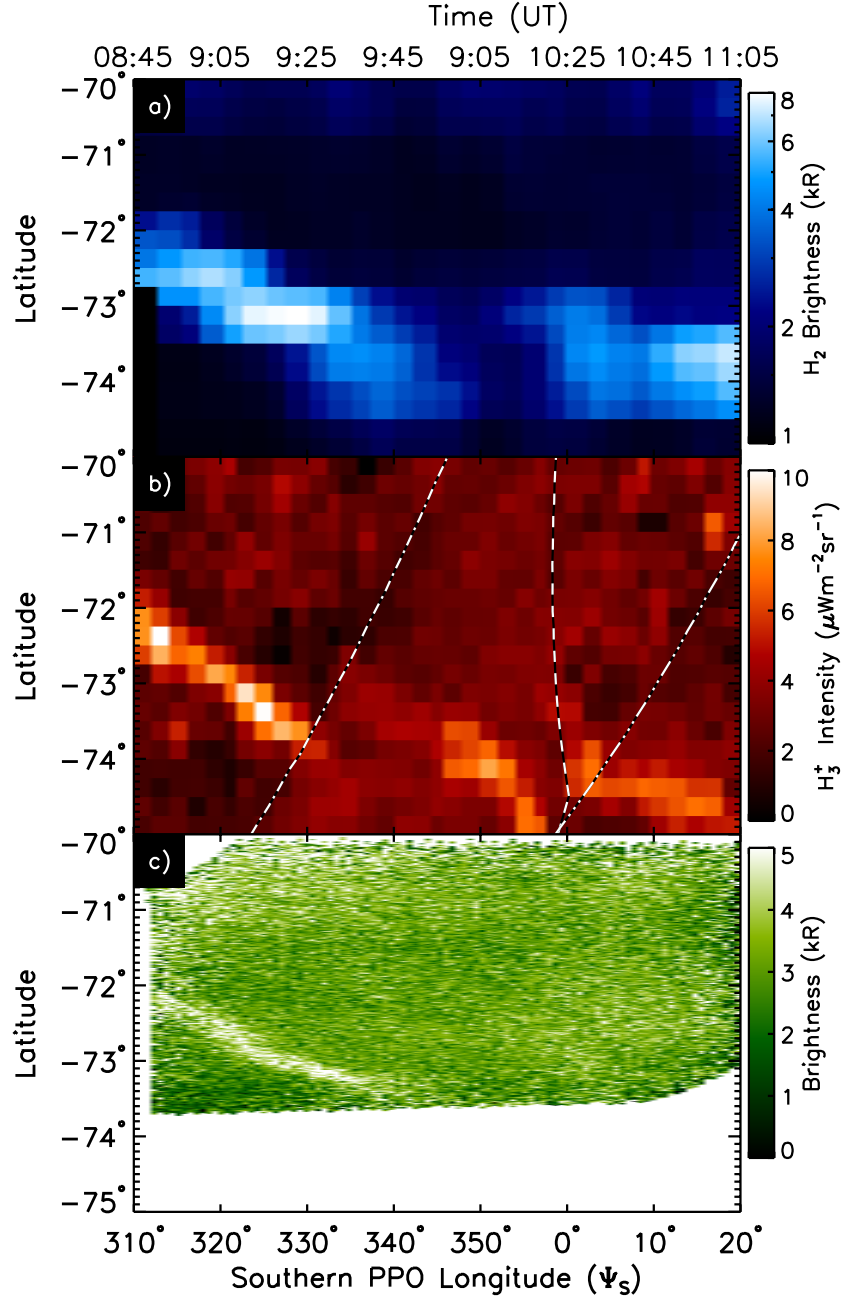 Time (UT)
08:45 9:05 9:25 9:45 9:05 10:25 10:45 11:05
a)
−70°
−71°
−72°
−73°
−74°
Latitude
8
6
4
2
1
H₂ Brightness (kR)
b)
−70°
−71°
−72°
−73°
−74°
Latitude
10
8
6
4
2
0
H₃⁺ Intensity (μWm⁻²sr⁻¹)
c)
−70°
−71°
−72°
−73°
−74°
−75°
Latitude
5
4
3
2
1
0
Brightness (kR)
310° 320° 330° 340° 350° 0° 10° 20°
Southern PPO Longitude (Ψ_S)